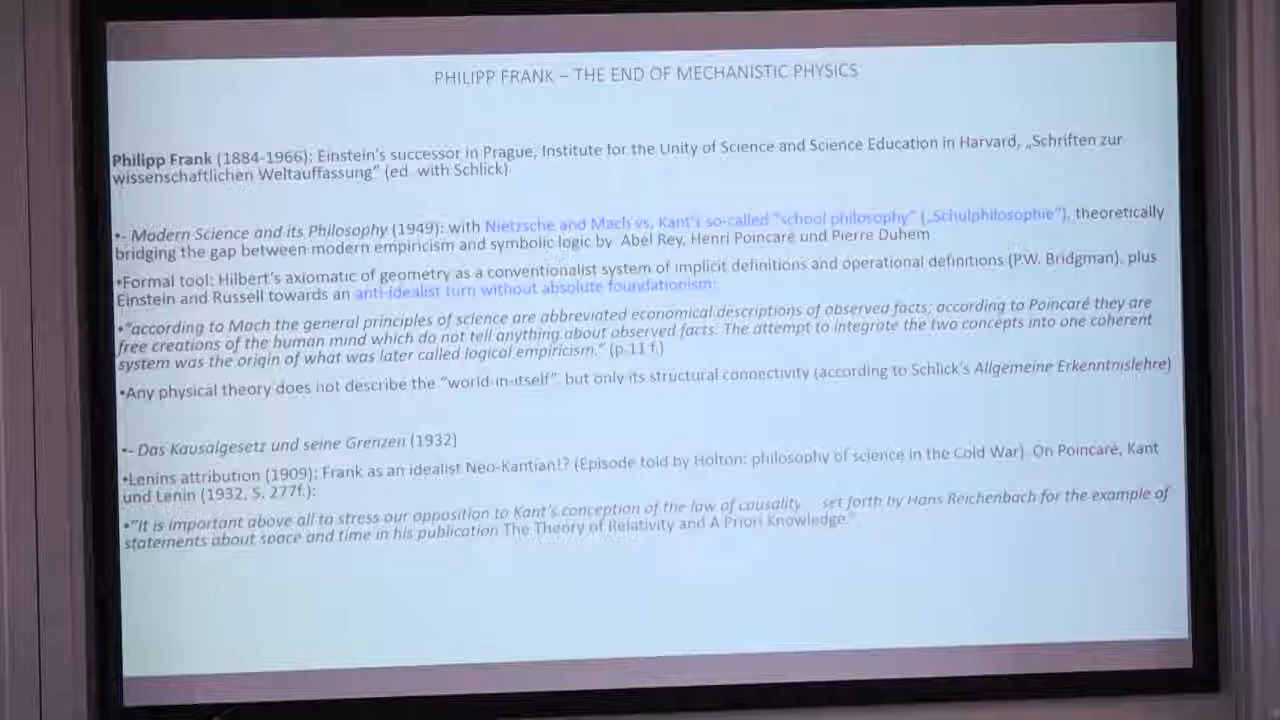 PHILIPP FRANK – THE END OF MECHANISTIC PHYSICS
Philipp Frank (1884-1966): Einstein's successor in Prague, Institute for the Unity of Science and Science Education in Harvard, „Schriften zur
wissenschaftlichen Weltauffassung" (ed. with Schlick)
•- Modern Science and its Philosophy (1949): with Nietzsche and Mach vs. Kant's so-called "school philosophy" („Schulphilosophie"), theoretically
bridging the gap between modern empiricism and symbolic logic by Abel Rey, Henri Poincaré und Pierre Duhem
•Formal tool: Hilbert's axiomatic of geometry as a conventionalist system of implicit definitions and operational definitions (P.W. Bridgman), plus
Einstein and Russell towards an anti-idealist turn without absolute foundationism:
•"according to Mach the general principles of science are abbreviated economical descriptions of observed facts; according to Poincaré they are
free creations of the human mind which do not tell anything about observed facts. The attempt to integrate the two concepts into one coherent
system was the origin of what was later called logical empiricism." (p.11 f.)
•Any physical theory does not describe the "world-in-itself" but only its structural connectivity (according to Schlick's Allgemeine Erkenntnislehre)
•- Das Kausalgesetz und seine Grenzen (1932)
•Lenins attribution (1909): Frank as an idealist Neo-Kantian!? (Episode told by Holton: philosophy of science in the Cold War) On Poincaré, Kant
und Lenin (1932, S. 277f.):
•"It is important above all to stress our opposition to Kant's conception of the law of causality set forth by Hans Reichenbach for the example of
statements about space and time in his publication The Theory of Relativity and A Priori Knowledge."